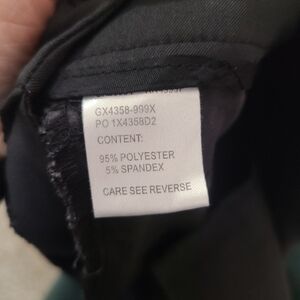 GX4358-999X
PO 1X4358D2
CONTENT:
95% POLYESTER
5% SPANDEX
CARE SEE REVERSE